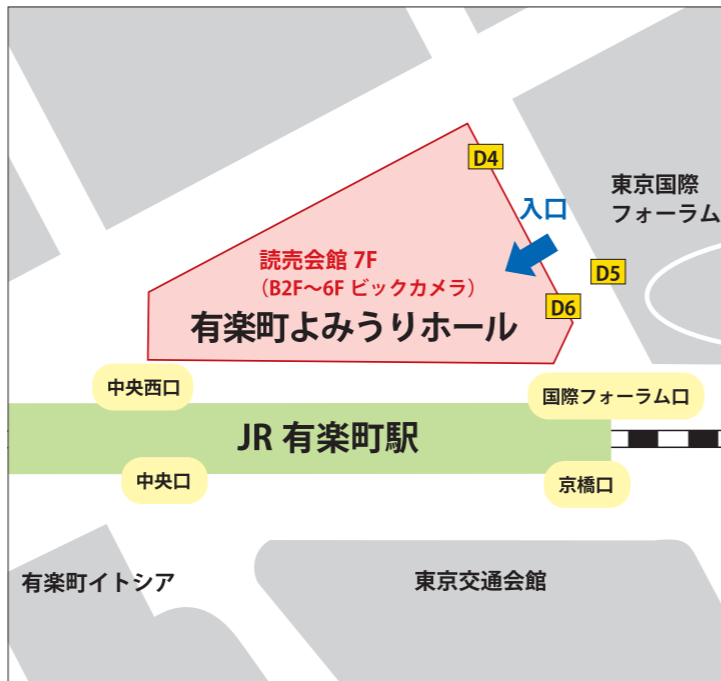 D4
東京国際
フォーラム
入口
読売会館 7F
(B2F〜6F ビックカメラ)
D5
D6
有楽町よみうりホール
中央西口
国際フォーラム口
JR 有楽町駅
中央口
京橋口
有楽町イトシア
東京交通会館